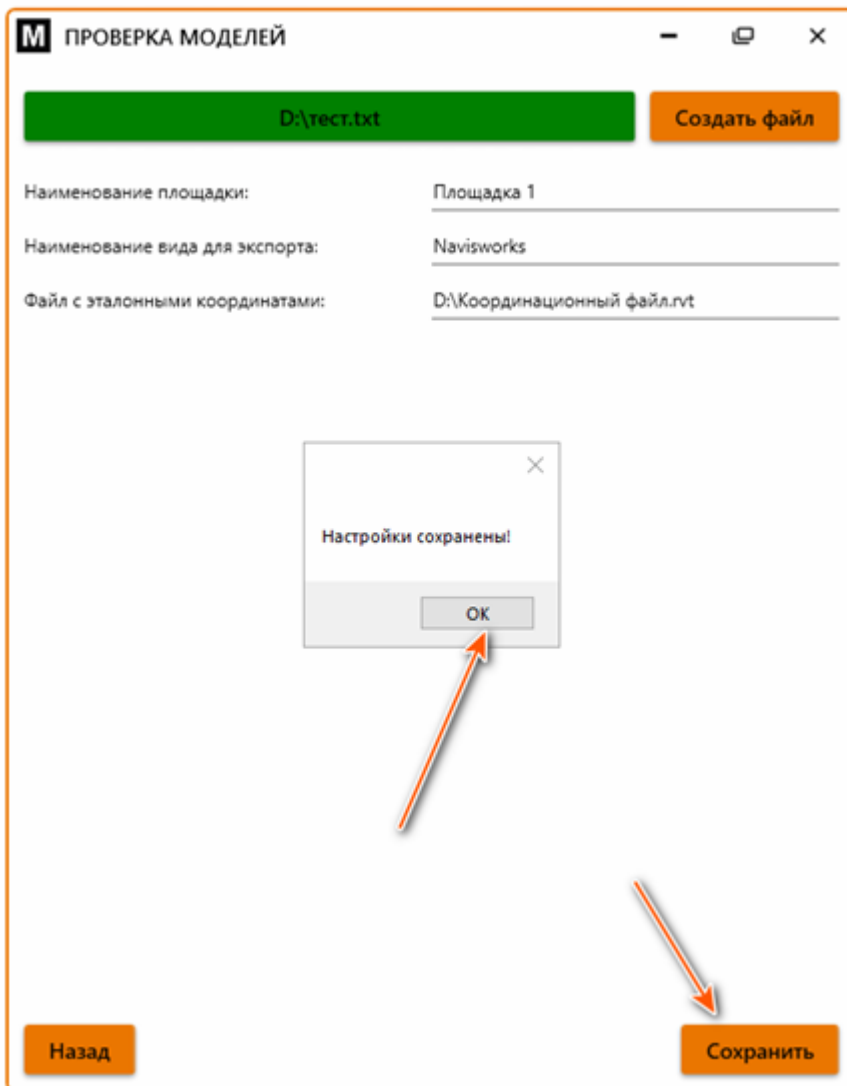 M ПРОВЕРКА МОДЕЛЕЙ
D:\тест.txt
Создать файл
Наименование площадки: Площадка 1
Наименование вида для экспорта: Navisworks
Файл с эталонными координатами: D:\Координационный файл.rvt
Настройки сохранены!
ОК
Назад
Сохранить